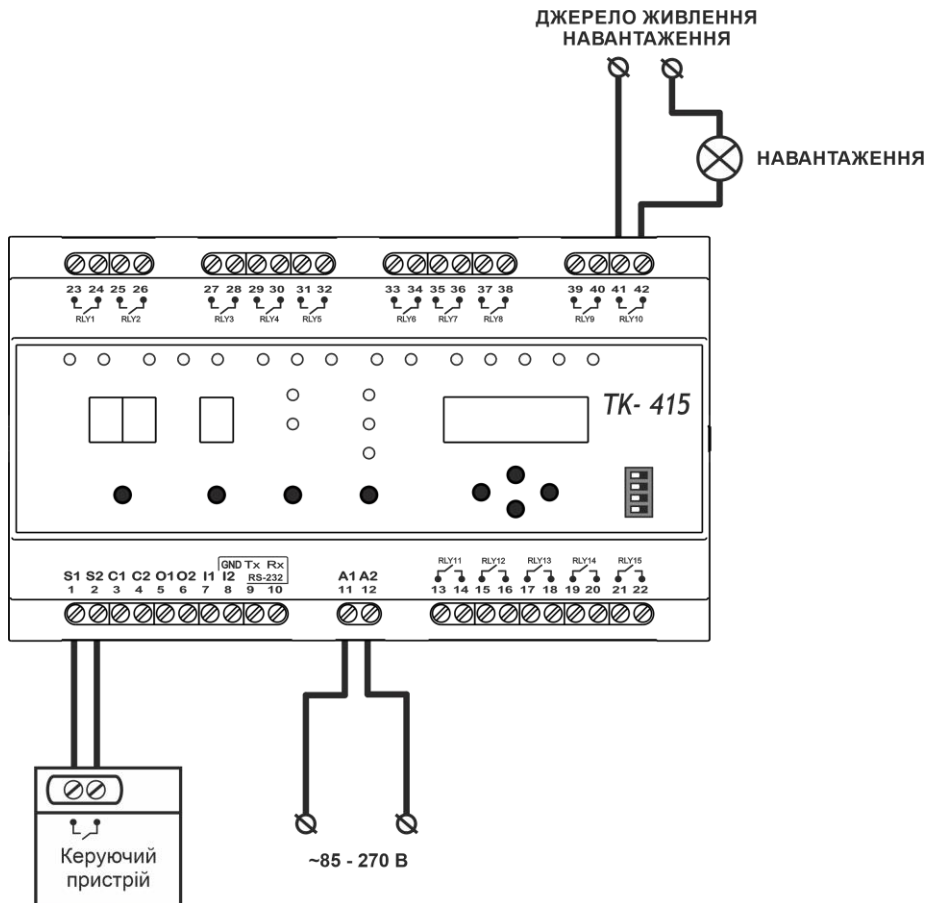 ДЖЕРЕЛО ЖИВЛЕННЯ
НАВАНТАЖЕННЯ
НАВАНТАЖЕННЯ
23 24 25 26 27 28 29 30 31 32 33 34 35 36 37 38 39 40 41 42
RLY1 RLY2 RLY3 RLY4 RLY5 RLY6 RLY7 RLY8 RLY9 RLY10
TK- 415
RLY11 RLY12 RLY13 RLY14 RLY15
GND Tx Rx
S1 S2 C1 C2 O1 O2 I1 I2 RS-232 A1 A2
1 2 3 4 5 6 7 8 9 10 11 12 13 14 15 16 17 18 19 20 21 22
Керуючий
пристрій
~85 - 270 В